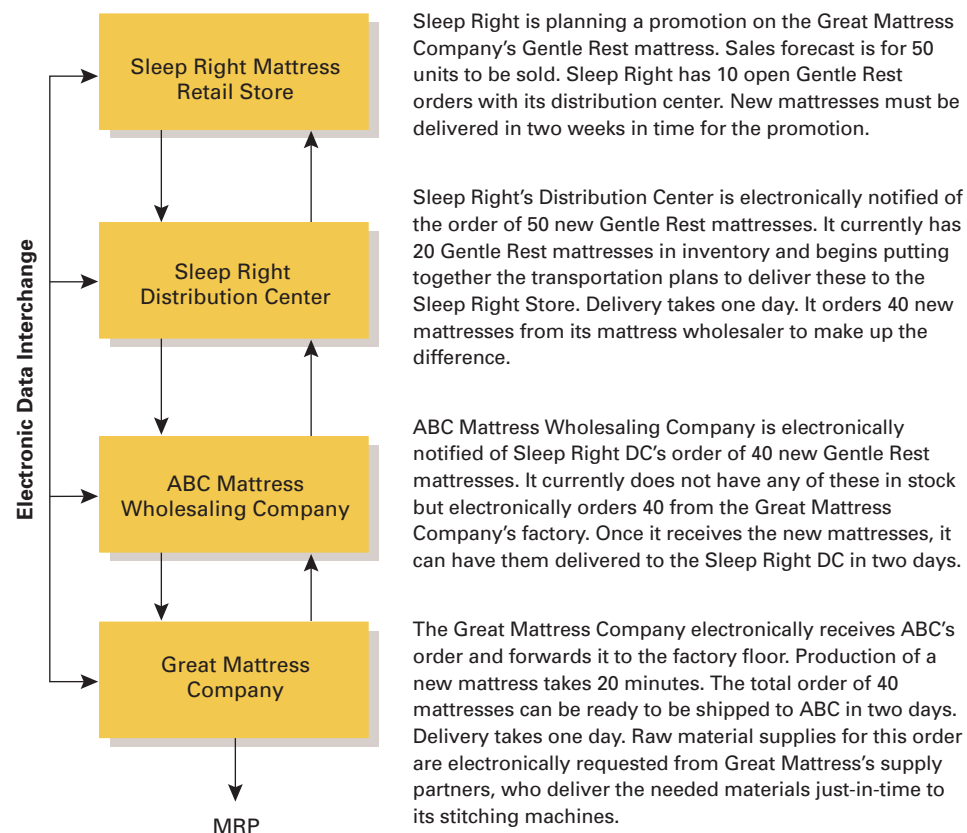 Electronic Data Interchange
Sleep Right Mattress
Retail Store
Sleep Right is planning a promotion on the Great Mattress
Company's Gentle Rest mattress. Sales forecast is for 50
units to be sold. Sleep Right has 10 open Gentle Rest
orders with its distribution center. New mattresses must be
delivered in two weeks in time for the promotion.
Sleep Right
Distribution Center
Sleep Right's Distribution Center is electronically notified of
the order of 50 new Gentle Rest mattresses. It currently has
20 Gentle Rest mattresses in inventory and begins putting
together the transportation plans to deliver these to the
Sleep Right Store. Delivery takes one day. It orders 40 new
mattresses from its mattress wholesaler to make up the
difference.
ABC Mattress
Wholesaling Company
ABC Mattress Wholesaling Company is electronically
notified of Sleep Right DC's order of 40 new Gentle Rest
mattresses. It currently does not have any of these in stock
but electronically orders 40 from the Great Mattress
Company's factory. Once it receives the new mattresses, it
can have them delivered to the Sleep Right DC in two days.
Great Mattress
Company
The Great Mattress Company electronically receives ABC's
order and forwards it to the factory floor. Production of a
new mattress takes 20 minutes. The total order of 40
mattresses can be ready to be shipped to ABC in two days.
Delivery takes one day. Raw material supplies for this order
are electronically requested from Great Mattress's supply
partners, who deliver the needed materials just-in-time to
its stitching machines.
MRP